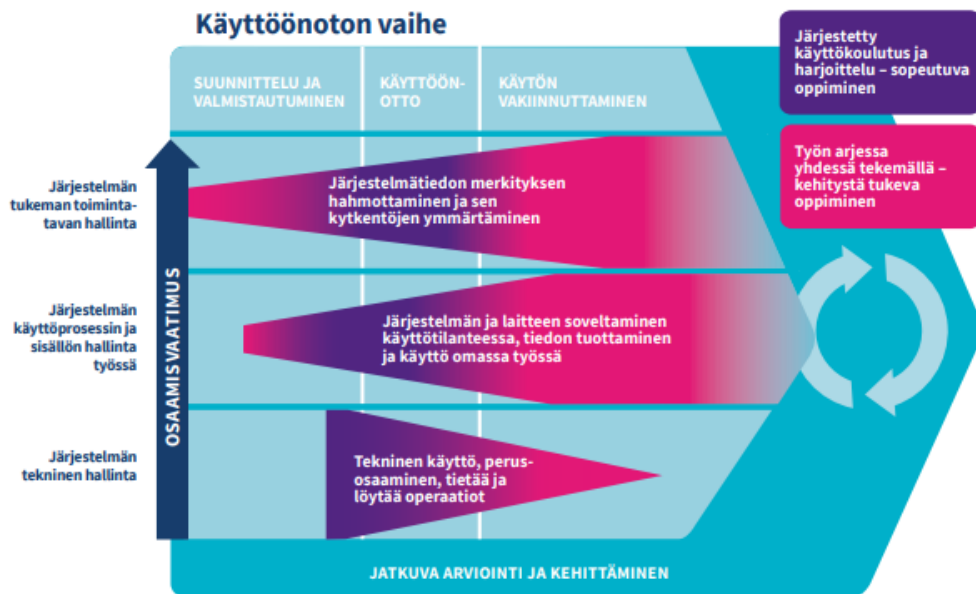 Käyttöönoton vaihe
SUUNNITTELU JA
VALMISTAUTUMINEN
KÄYTTÖÖN-
OTTO
KÄYTÖN
VAKIINNUTTAMINEN
Järjestetty
käyttökoulutus ja
harjoittelu – sopeutuva
oppiminen
Työn arjessa
yhdessä tekemällä –
kehitystä tukeva
oppiminen
OSAAMISVAATIMUS
Järjestelmän
tukeman toiminta-
tavan hallinta
Järjestelmätiedon merkityksen
hahmottaminen ja sen
kytkentöjen ymmärtäminen
Järjestelmän
käyttöprosessin ja
sisällön hallinta
työssä
Järjestelmän ja laitteen soveltaminen
käyttötilanteessa, tiedon tuottaminen
ja käyttö omassa työssä
Järjestelmän
tekninen hallinta
Tekninen käyttö, perus-
osaaminen, tietää ja
löytää operaatiot
JATKUVA ARVIOINTI JA KEHITTÄMINEN